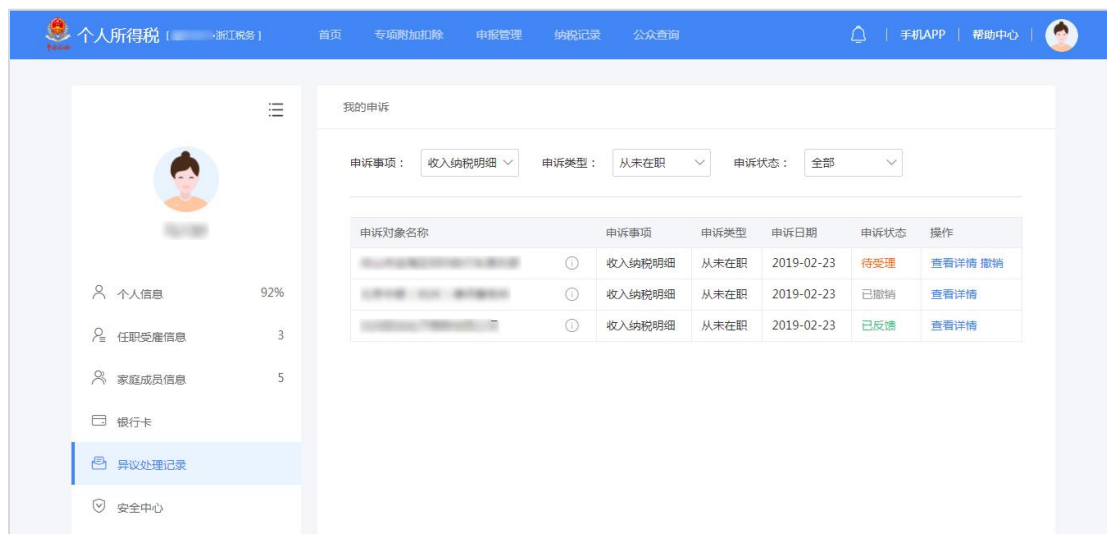 个人所得税 [ ·浙江税务 ] 首页 专项附加扣除 申报管理 纳税记录 公众查询 手机APP 帮助中心
我的申诉
申诉事项： 收入纳税明细 申诉类型： 从未在职 申诉状态： 全部
申诉对象名称 申诉事项 申诉类型 申诉日期 申诉状态 操作
收入纳税明细 从未在职 2019-02-23 待受理 查看详情 撤销
收入纳税明细 从未在职 2019-02-23 已撤销 查看详情
收入纳税明细 从未在职 2019-02-23 已反馈 查看详情
个人信息 92%
任职受雇信息 3
家庭成员信息 5
银行卡
异议处理记录
安全中心